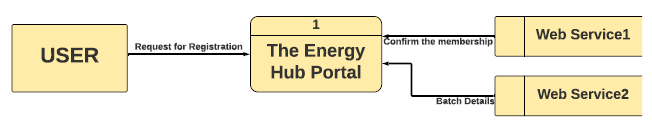 USER
Request for Registration
1
The Energy
Hub Portal
Confirm the membership
Web Service1
Batch Details
Web Service2